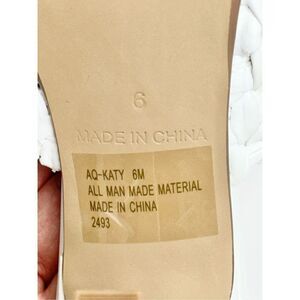 6
MADE IN CHINA
AQ-KATY 6M
ALL MAN MADE MATERIAL
MADE IN CHINA
2493